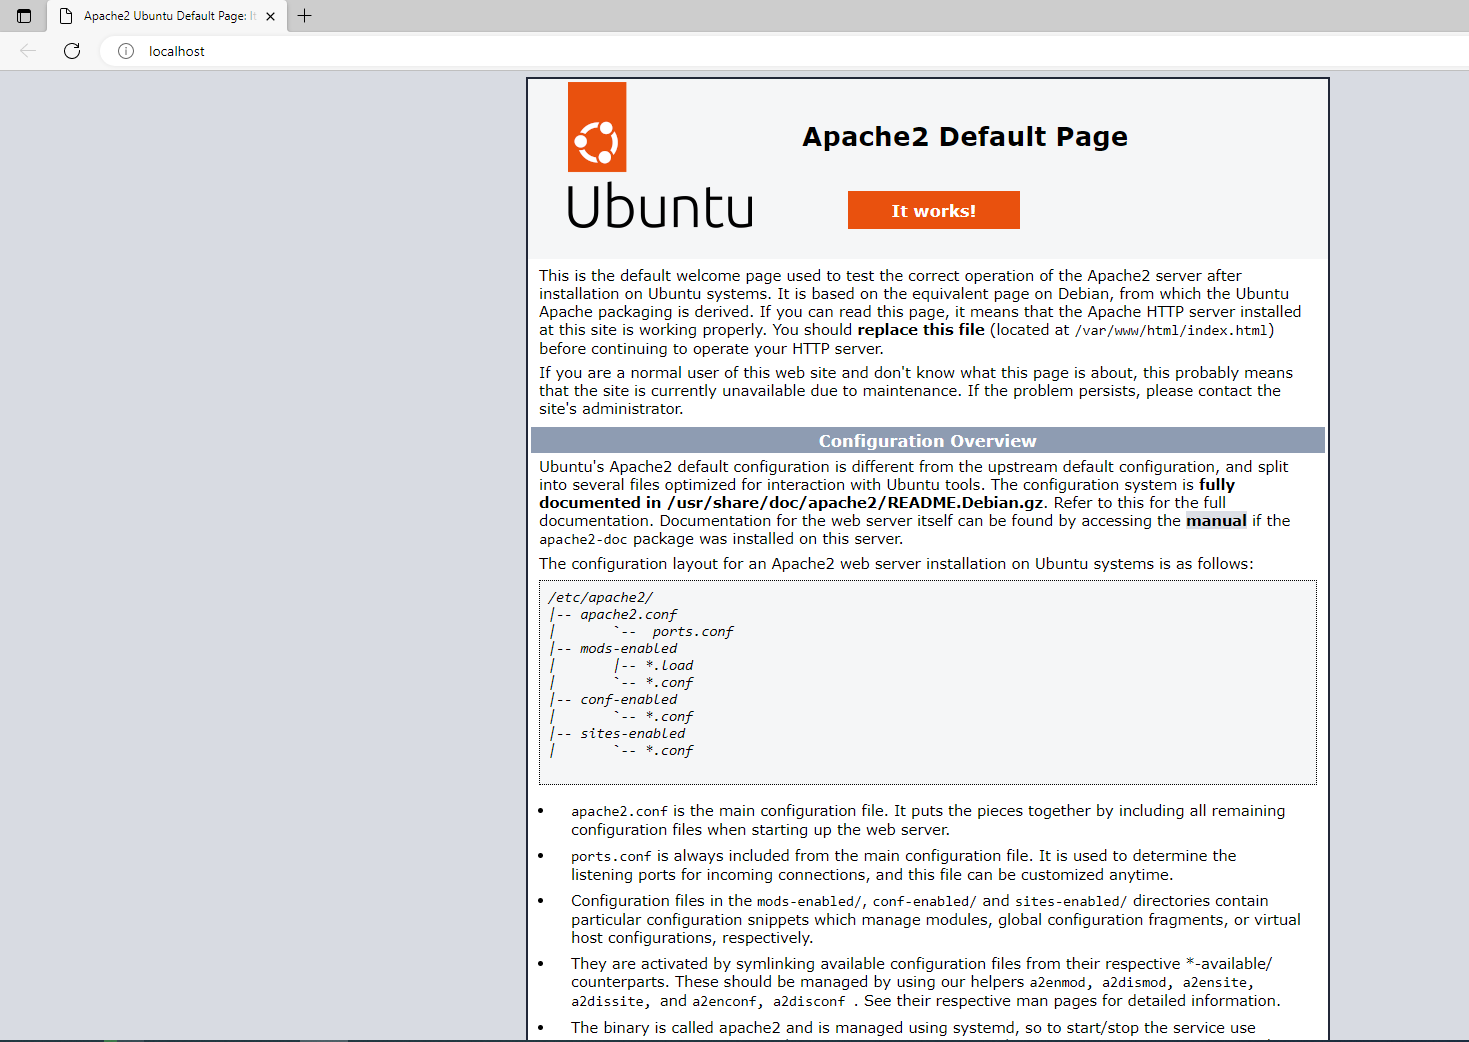 Apache2 Ubuntu Default Page: It
localhost
Apache2 Default Page
Ubuntu
It works!
This is the default welcome page used to test the correct operation of the Apache2 server after
installation on Ubuntu systems. It is based on the equivalent page on Debian, from which the Ubuntu
Apache packaging is derived. If you can read this page, it means that the Apache HTTP server installed
at this site is working properly. You should replace this file (located at /var/www/html/index.html)
before continuing to operate your HTTP server.
If you are a normal user of this web site and don't know what this page is about, this probably means
that the site is currently unavailable due to maintenance. If the problem persists, please contact the
site's administrator.
Configuration Overview
Ubuntu's Apache2 default configuration is different from the upstream default configuration, and split
into several files optimized for interaction with Ubuntu tools. The configuration system is fully
documented in /usr/share/doc/apache2/README.Debian.gz. Refer to this for the full
documentation. Documentation for the web server itself can be found by accessing the manual if the
apache2-doc package was installed on this server.
The configuration layout for an Apache2 web server installation on Ubuntu systems is as follows:
/etc/apache2/
|-- apache2.conf
|       `--  ports.conf
|-- mods-enabled
|       |-- *.load
|       `-- *.conf
|-- conf-enabled
|       `-- *.conf
|-- sites-enabled
|       `-- *.conf
• apache2.conf is the main configuration file. It puts the pieces together by including all remaining
configuration files when starting up the web server.
• ports.conf is always included from the main configuration file. It is used to determine the
listening ports for incoming connections, and this file can be customized anytime.
• Configuration files in the mods-enabled/, conf-enabled/ and sites-enabled/ directories contain
particular configuration snippets which manage modules, global configuration fragments, or virtual
host configurations, respectively.
• They are activated by symlinking available configuration files from their respective *-available/
counterparts. These should be managed by using our helpers a2enmod, a2dismod, a2ensite,
a2dissite, and a2enconf, a2disconf . See their respective man pages for detailed information.
• The binary is called apache2 and is managed using systemd, so to start/stop the service use